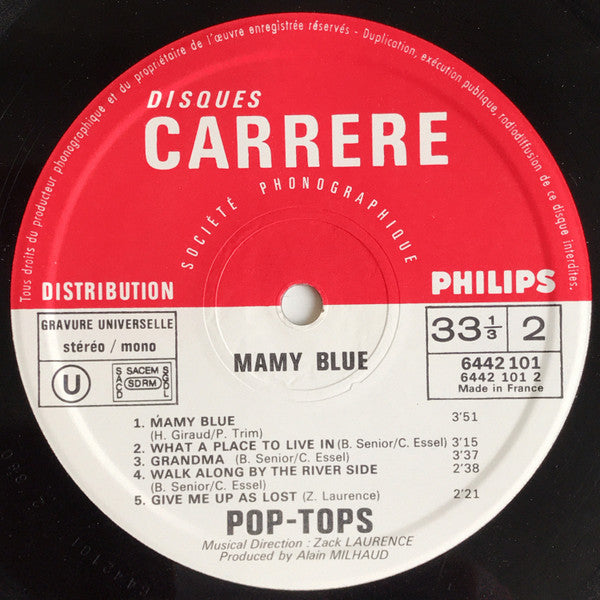 Tous droits du producteur phonographique et du propriétaire de l'œuvre enregistrée réservés - Duplication, exécution publique, radiodiffusion de ce disque interdites.
DISQUES
CARRERE
SOCIÉTÉ PHONOGRAPHIQUE
DISTRIBUTION
PHILIPS
GRAVURE UNIVERSELLE
stéréo / mono
U
SACD
SACEM
SDRM
SGDL
33 1/3
2
6442 101
6442 101 2
Made in France
MAMY BLUE
1. MAMY BLUE 3'51
(H. Giraud/P. Trim)
2. WHAT A PLACE TO LIVE IN (B. Senior/C. Essel) 3'15
3. GRANDMA (B. Senior/C. Essel) 3'37
4. WALK ALONG BY THE RIVER SIDE 2'38
(B. Senior/C. Essel)
5. GIVE ME UP AS LOST (Z. Laurence) 2'21
POP-TOPS
Musical Direction : Zack LAURENCE
Produced by Alain MILHAUD